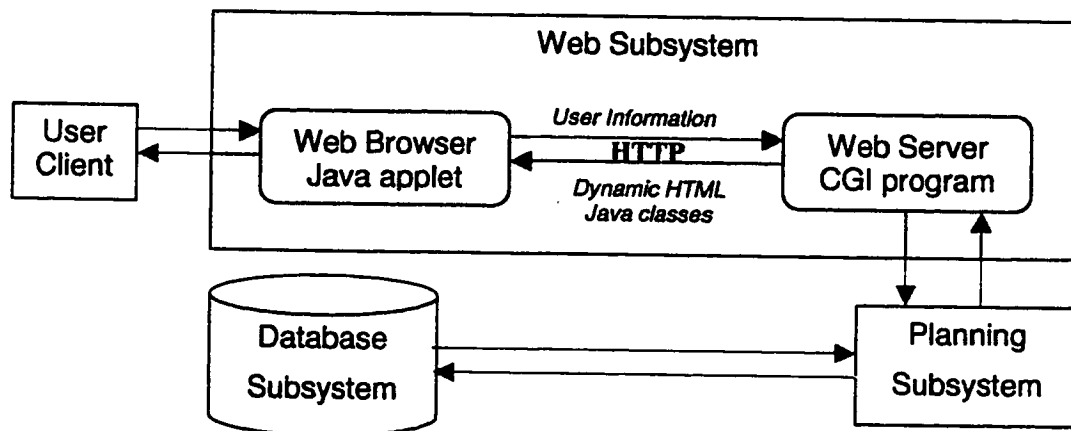 Web Subsystem
User
Client
Web Browser
Java applet
User Information
HTTP
Dynamic HTML
Java classes
Web Server
CGI program
Database
Subsystem
Planning
Subsystem